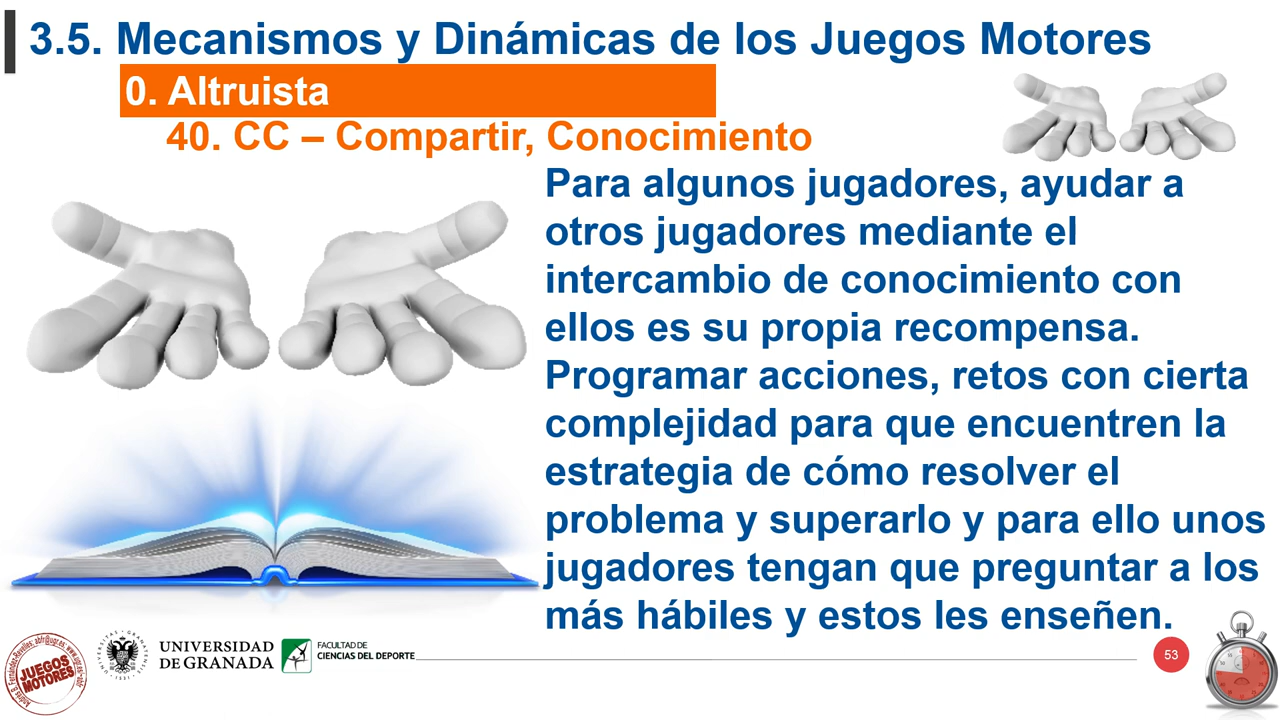 3.5. Mecanismos y Dinámicas de los Juegos Motores
0. Altruista
40. CC – Compartir, Conocimiento
Para algunos jugadores, ayudar a
otros jugadores mediante el
intercambio de conocimiento con
ellos es su propia recompensa.
Programar acciones, retos con cierta
complejidad para que encuentren la
estrategia de cómo resolver el
problema y superarlo y para ello unos
jugadores tengan que preguntar a los
más hábiles y estos les enseñen.
JUEGOS
MOTORES
UNIVERSIDAD
DE GRANADA
FACULTAD DE
CIENCIAS DEL DEPORTE
53